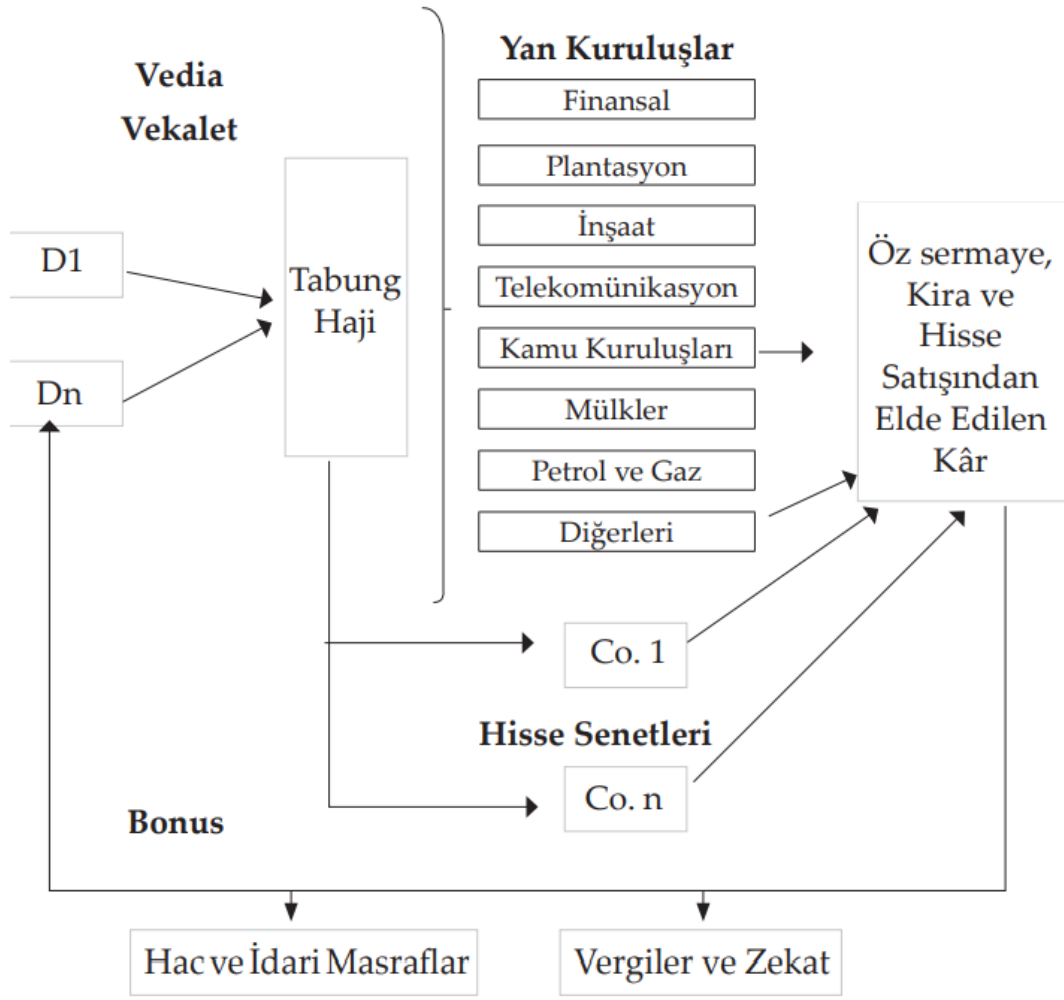 Vedia
Vekalet
D1
Dn
Tabung
Haji
Yan Kuruluşlar
Finansal
Plantasyon
İnşaat
Telekomünikasyon
Kamu Kuruluşları
Mülkler
Petrol ve Gaz
Diğerleri
Öz sermaye,
Kira ve
Hisse
Satışından
Elde Edilen
Kâr
Co. 1
Hisse Senetleri
Co. n
Bonus
Hac ve İdari Masraflar
Vergiler ve Zekat